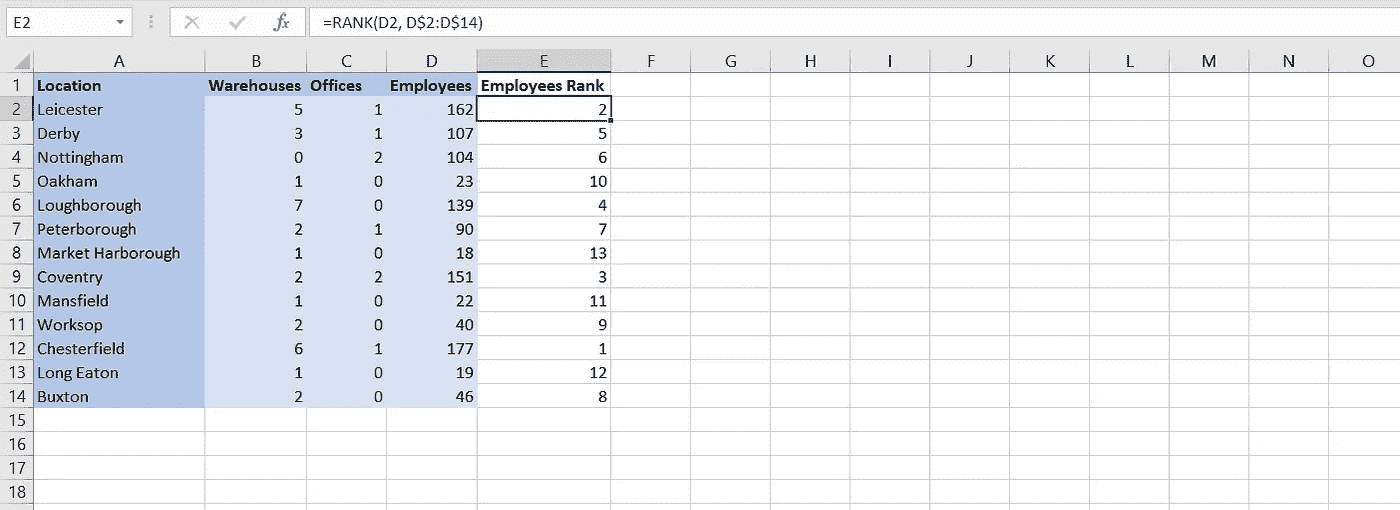 E2 fx =RANK(D2, D$2:D$14)
A B C D E F G H I J K L M N O
1 Location Warehouses Offices Employees Employees Rank
2 Leicester 5 1 162 2
3 Derby 3 1 107 5
4 Nottingham 0 2 104 6
5 Oakham 1 0 23 10
6 Loughborough 7 0 139 4
7 Peterborough 2 1 90 7
8 Market Harborough 1 0 18 13
9 Coventry 2 2 151 3
10 Mansfield 1 0 22 11
11 Worksop 2 0 40 9
12 Chesterfield 6 1 177 1
13 Long Eaton 1 0 19 12
14 Buxton 2 0 46 8
15
16
17
18